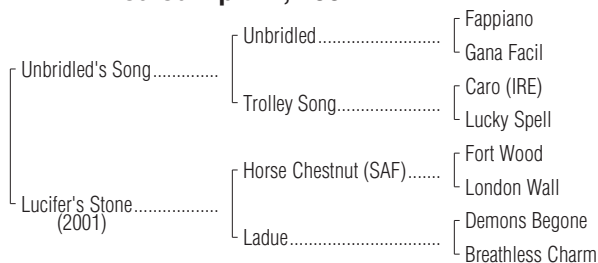 Fappiano
Unbridled........................
Gana Facil
Unbridled's Song..............
Caro (IRE)
Trolley Song....................
Lucky Spell
Fort Wood
Horse Chestnut (SAF).......
London Wall
Lucifer's Stone.................
(2001)
Demons Begone
Ladue..............................
Breathless Charm